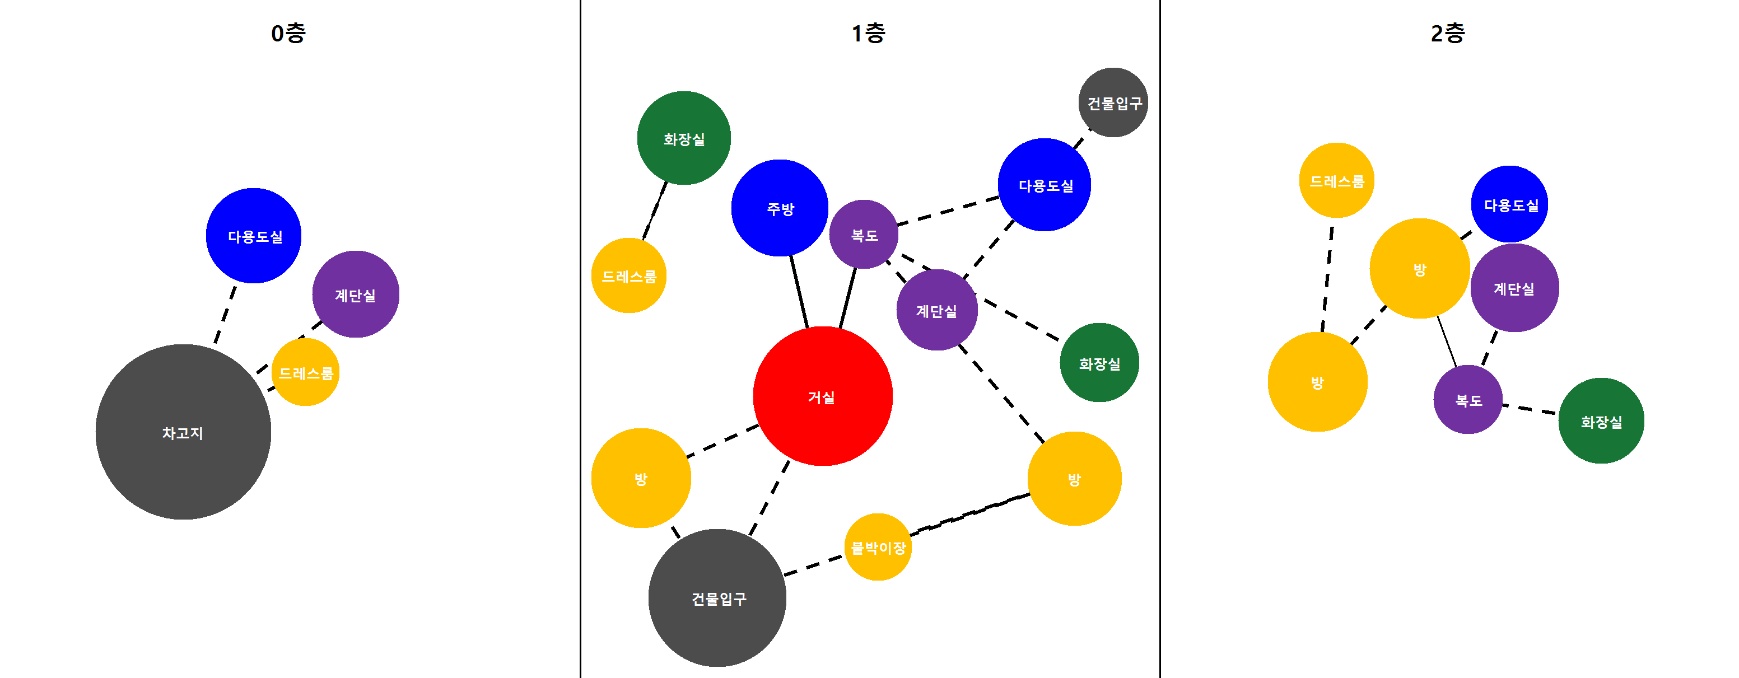 0층
다용도실
계단실
드레스룸
차고지
1층
건물입구
화장실
다용도실
주방
복도
드레스룸
계단실
화장실
거실
방
방
붙박이장
건물입구
2층
드레스룸
다용도실
방
계단실
방
복도
화장실